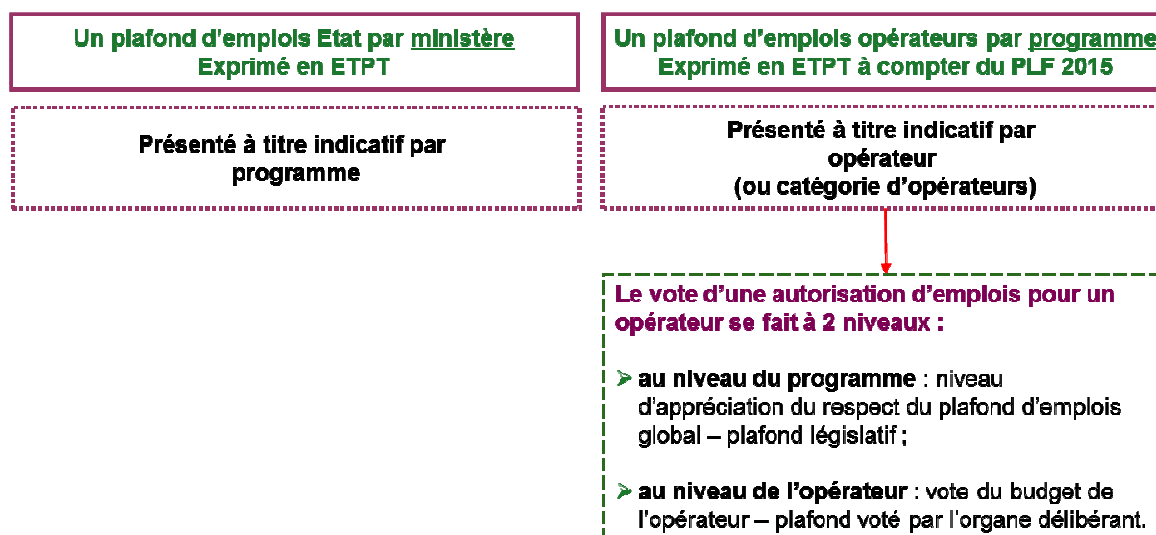 Un plafond d'emplois Etat par ministère
Exprimé en ETPT
Présenté à titre indicatif par
programme
Un plafond d'emplois opérateurs par programme
Exprimé en ETPT à compter du PLF 2015
Présenté à titre indicatif par
opérateur
(ou catégorie d'opérateurs)
Le vote d'une autorisation d'emplois pour un
opérateur se fait à 2 niveaux :
au niveau du programme : niveau
d'appréciation du respect du plafond d'emplois
global – plafond législatif ;
au niveau de l'opérateur : vote du budget de
l'opérateur – plafond voté par l'organe délibérant.